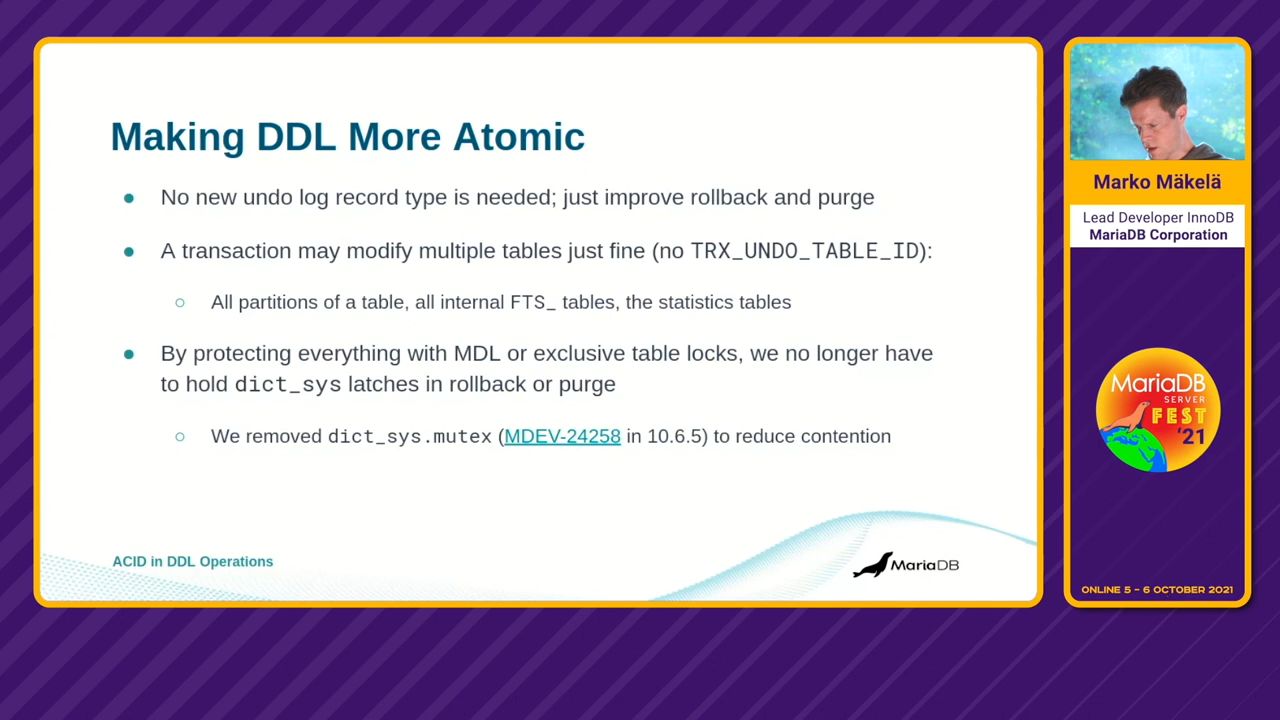 Making DDL More Atomic
● No new undo log record type is needed; just improve rollback and purge
● A transaction may modify multiple tables just fine (no TRX_UNDO_TABLE_ID):
○ All partitions of a table, all internal FTS_ tables, the statistics tables
● By protecting everything with MDL or exclusive table locks, we no longer have
to hold dict_sys latches in rollback or purge
○ We removed dict_sys.mutex (MDEV-24258 in 10.6.5) to reduce contention
ACID in DDL Operations
MariaDB
Marko Mäkelä
Lead Developer InnoDB
MariaDB Corporation
MariaDB
SERVER
FEST
'21
ONLINE 5 – 6 OCTOBER 2021